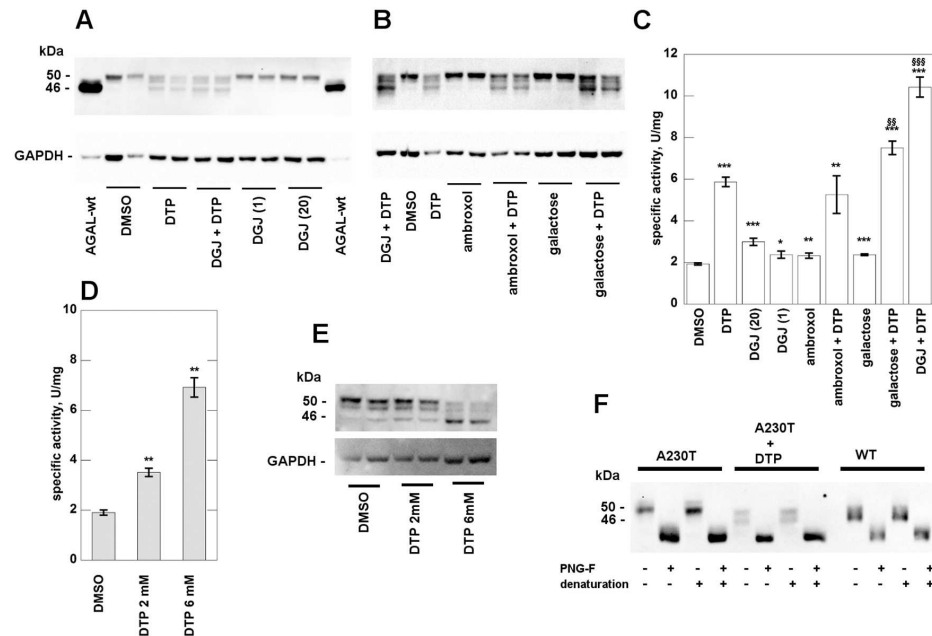 A
kDa
50 -
46 -
GAPDH -
AGAL-wt
DMSO
DTP
DGJ + DTP
DGJ (1)
DGJ (20)
AGAL-wt
B
DGJ + DTP
DMSO
DTP
ambroxol
ambroxol + DTP
galactose
galactose + DTP
C
specific activity, U/mg
12
10
8
6
4
2
0
***
***
*
**
**
***
§§
***
§§§
***
DMSO
DTP
DGJ (20)
DGJ (1)
ambroxol
ambroxol + DTP
galactose
galactose + DTP
DGJ + DTP
D
specific activity, U/mg
10
8
6
4
2
0
**
**
DMSO
DTP 2 mM
DTP 6 mM
E
kDa
50 -
46 -
GAPDH -
DMSO
DTP 2mM
DTP 6mM
F
A230T
A230T
+
DTP
WT
kDa
50 -
46 -
*
PNG-F - + - + - + - + - + - +
denaturation - - + + - - + + - - + +